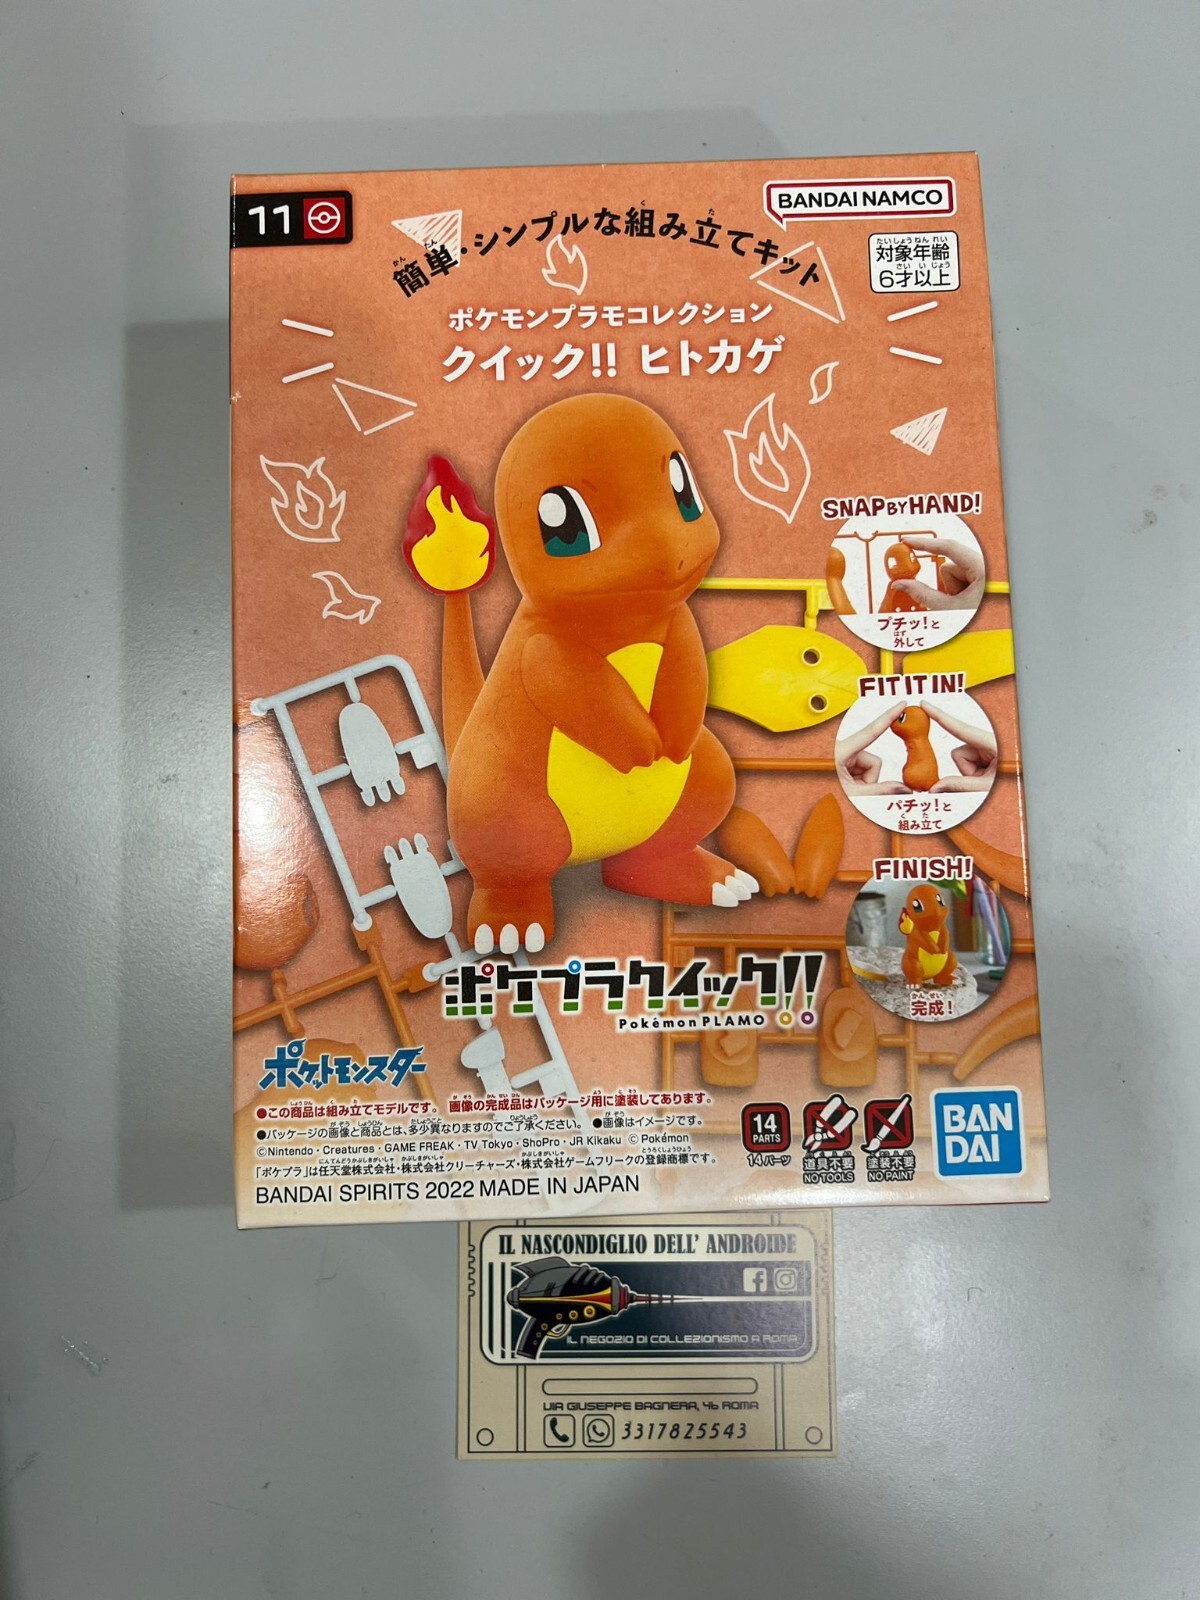 11
BANDAI NAMCO
簡単・シンプルな組み立てキット
対象年齢
6才以上
ポケモンプラモコレクション
クイック!! ヒトカゲ
SNAP BY HAND!
プチッ!と
外して
FIT IT IN!
パチッ!と
組み立て
FINISH!
完成!
ポケプラクイック!!
Pokémon PLAMO
ポケットモンスター
●この商品は組み立てモデルです。 画像の完成品はパッケージ用に塗装してあります。
●パッケージの画像と商品とは、多少異なりますのでご了承ください。 ●画像はイメージです。
©Nintendo・Creatures・GAME FREAK・TV Tokyo・ShoPro・JR Kikaku ©Pokémon
「ポケプラ」は任天堂株式会社・株式会社クリーチャーズ・株式会社ゲームフリークの登録商標です。
BANDAI SPIRITS 2022 MADE IN JAPAN
14
PARTS
14パーツ
道具不要
NO TOOLS
塗装不要
NO PAINT
BAN
DAI
IL NASCONDIGLIO DELL' ANDROIDE
IL NEGOZIO DI COLLEZIONISMO A ROMA
VIA GIUSEPPE BAGNERA, 46 ROMA
3317825543